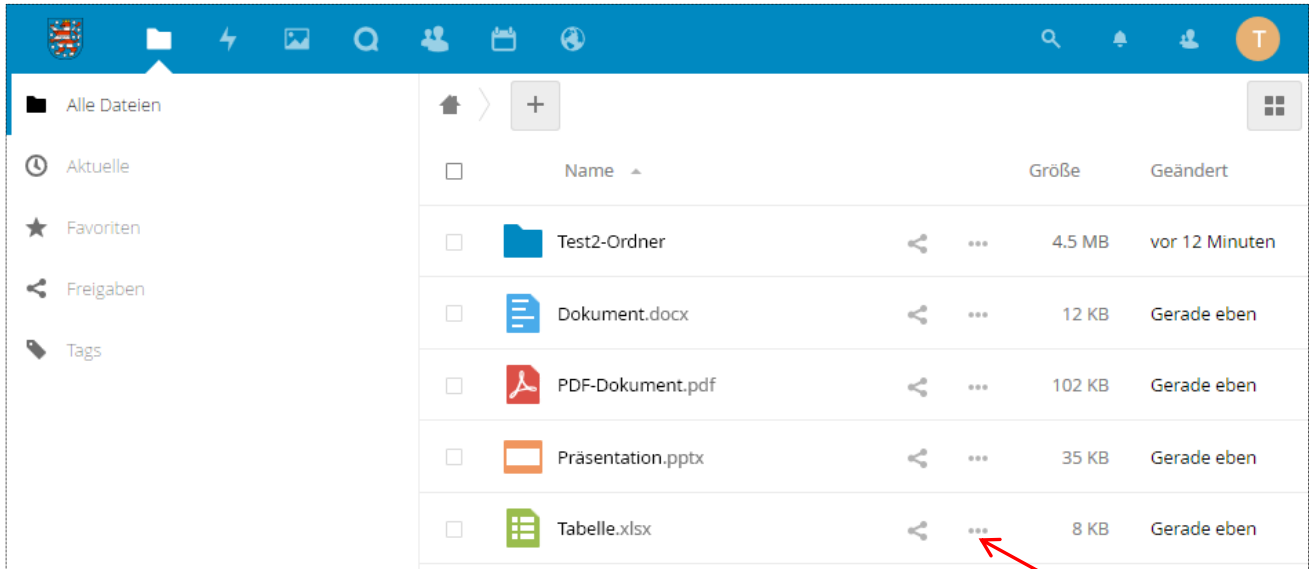 T
Alle Dateien
Aktuelle
Name Größe Geändert
Favoriten
Test2-Ordner 4.5 MB vor 12 Minuten
Freigaben
Dokument.docx 12 KB Gerade eben
Tags
PDF-Dokument.pdf 102 KB Gerade eben
Präsentation.pptx 35 KB Gerade eben
Tabelle.xlsx 8 KB Gerade eben